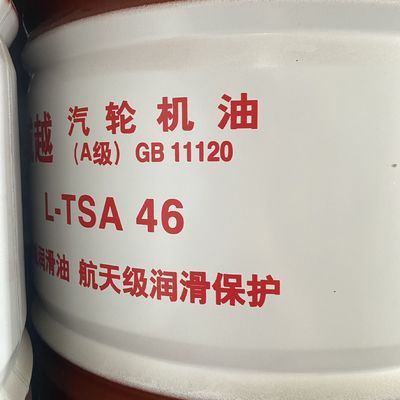 越 汽轮机油
(A级) GB 11120
L-TSA 46
润滑油 航天级润滑保护